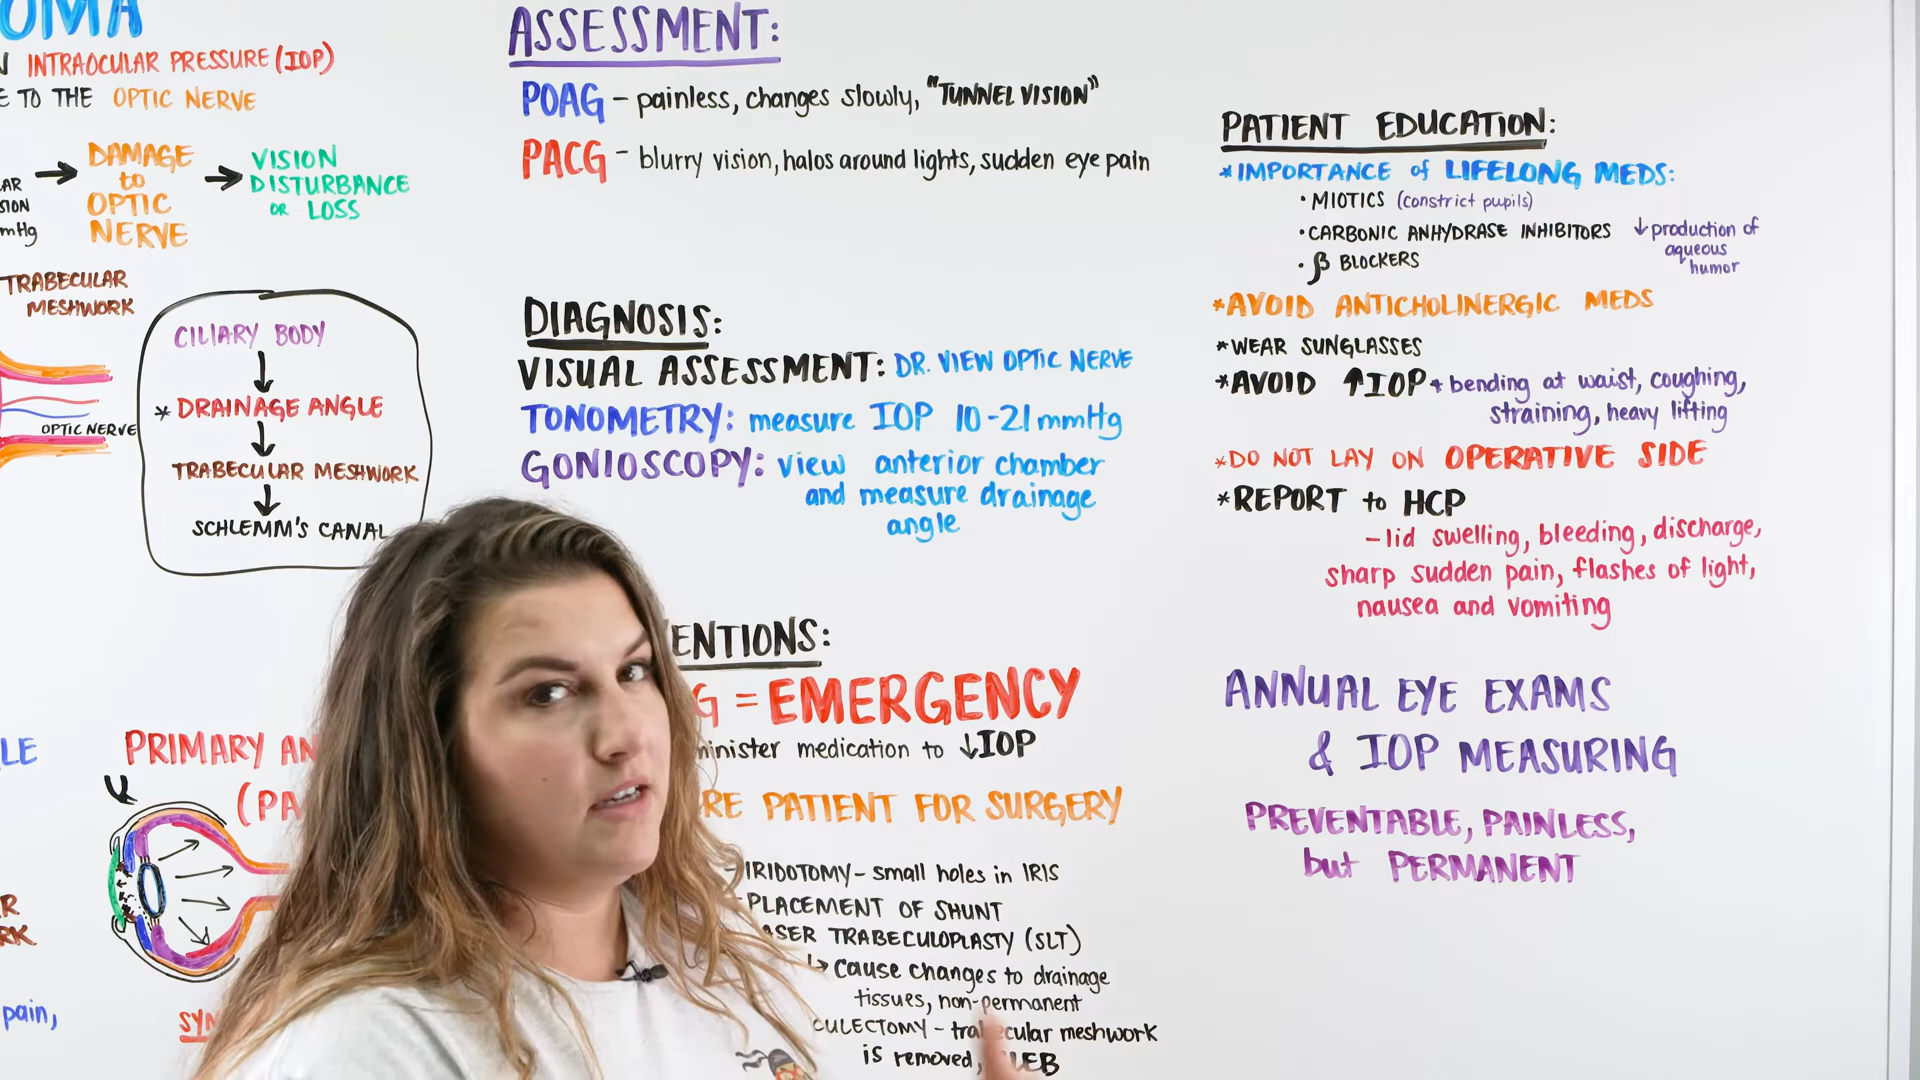 INTRAOCULAR PRESSURE (IOP)
TO THE OPTIC NERVE
DAMAGE
to
OPTIC
NERVE
VISION
DISTURBANCE
OR LOSS
mmHg
TRABECULAR
MESHWORK
OPTIC NERVE
CILIARY BODY
* DRAINAGE ANGLE
TRABECULAR MESHWORK
SCHLEMM'S CANAL
PRIMARY
pain,
ASSESSMENT:
POAG - painless, changes slowly, "TUNNEL VISION"
PACG - blurry vision, halos around lights, sudden eye pain
DIAGNOSIS:
VISUAL ASSESSMENT: DR. VIEW OPTIC NERVE
TONOMETRY: measure IOP 10-21 mmHg
GONIOSCOPY: view anterior chamber
and measure drainage
angle
= EMERGENCY
medication to ↓IOP
PATIENT FOR SURGERY
- IRIDOTOMY - small holes in IRIS
- PLACEMENT OF SHUNT
TRABECULOPLASTY (SLT)
↳ cause changes to drainage
tissues, non-permanent
- trabecular meshwork
is removed,
PATIENT EDUCATION:
*IMPORTANCE of LIFELONG MEDS:
• MIOTICS (constrict pupils)
• CARBONIC ANHYDRASE INHIBITORS ↓ production of
aqueous
humor
• β BLOCKERS
*AVOID ANTICHOLINERGIC MEDS
*WEAR SUNGLASSES
*AVOID ↑IOP → bending at waist, coughing,
straining, heavy lifting
*DO NOT LAY ON OPERATIVE SIDE
*REPORT to HCP
- lid swelling, bleeding, discharge,
sharp sudden pain, flashes of light,
nausea and vomiting
ANNUAL EYE EXAMS
& IOP MEASURING
PREVENTABLE, PAINLESS,
but PERMANENT